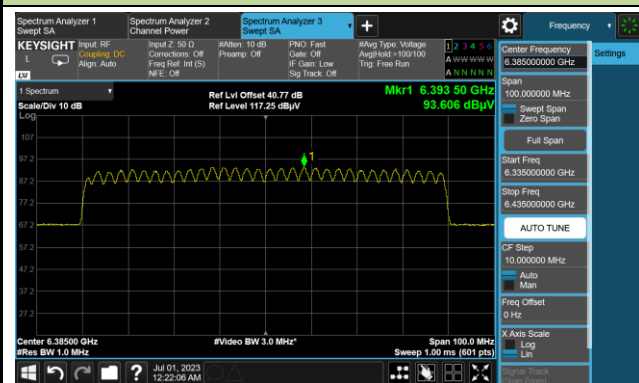 Spectrum Analyzer 1
Swept SA
Spectrum Analyzer 2
Channel Power
Spectrum Analyzer 3
Swept SA
Frequency
KEYSIGHT
L
LXI
Input: RF
Coupling: DC
Align: Auto
Input Z: 50 Ω
Corrections: Off
Freq Ref: Int (S)
NFE: Off
#Atten: 10 dB
Preamp: Off
PNO: Fast
Gate: Off
IF Gain: Low
Sig Track: Off
#Avg Type: Voltage
Avg|Hold:>100/100
Trig: Free Run
1 2 3 4 5 6
A W W W W W
A N N N N N
1 Spectrum
Scale/Div 10 dB
Log
Ref Lvl Offset 40.77 dB
Ref Level 117.25 dBµV
Mkr1 6.393 50 GHz
93.606 dBµV
107
97.2
87.2
77.2
67.2
57.2
47.2
37.2
27.2
1
Center 6.38500 GHz
#Res BW 1.0 MHz
#Video BW 3.0 MHz*
Span 100.0 MHz
Sweep 1.00 ms (601 pts)
Center Frequency
6.385000000 GHz
Settings
Span
100.000000 MHz
Swept Span
Zero Span
Full Span
Start Freq
6.335000000 GHz
Stop Freq
6.435000000 GHz
AUTO TUNE
CF Step
10.000000 MHz
Auto
Man
Freq Offset
0 Hz
X Axis Scale
Log
Lin
Signal Track
(Span Zoom)
?
Jul 01, 2023
12:22:06 AM